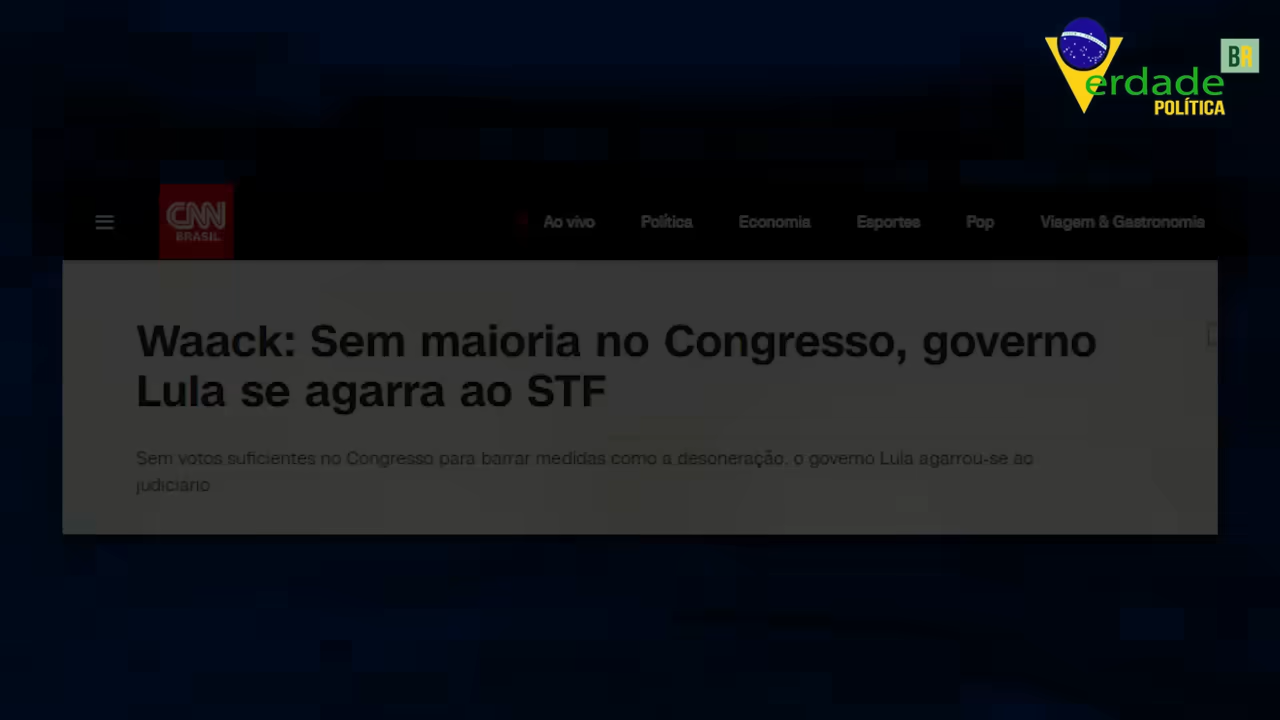 BR
Verdade
POLÍTICA
CNN
BRASIL
Ao vivo Política Economia Esportes Pop Viagem & Gastronomia
Waack: Sem maioria no Congresso, governo
Lula se agarra ao STF
Sem votos suficientes no Congresso para barrar medidas como a desoneração, o governo Lula agarrou-se ao
judiciário